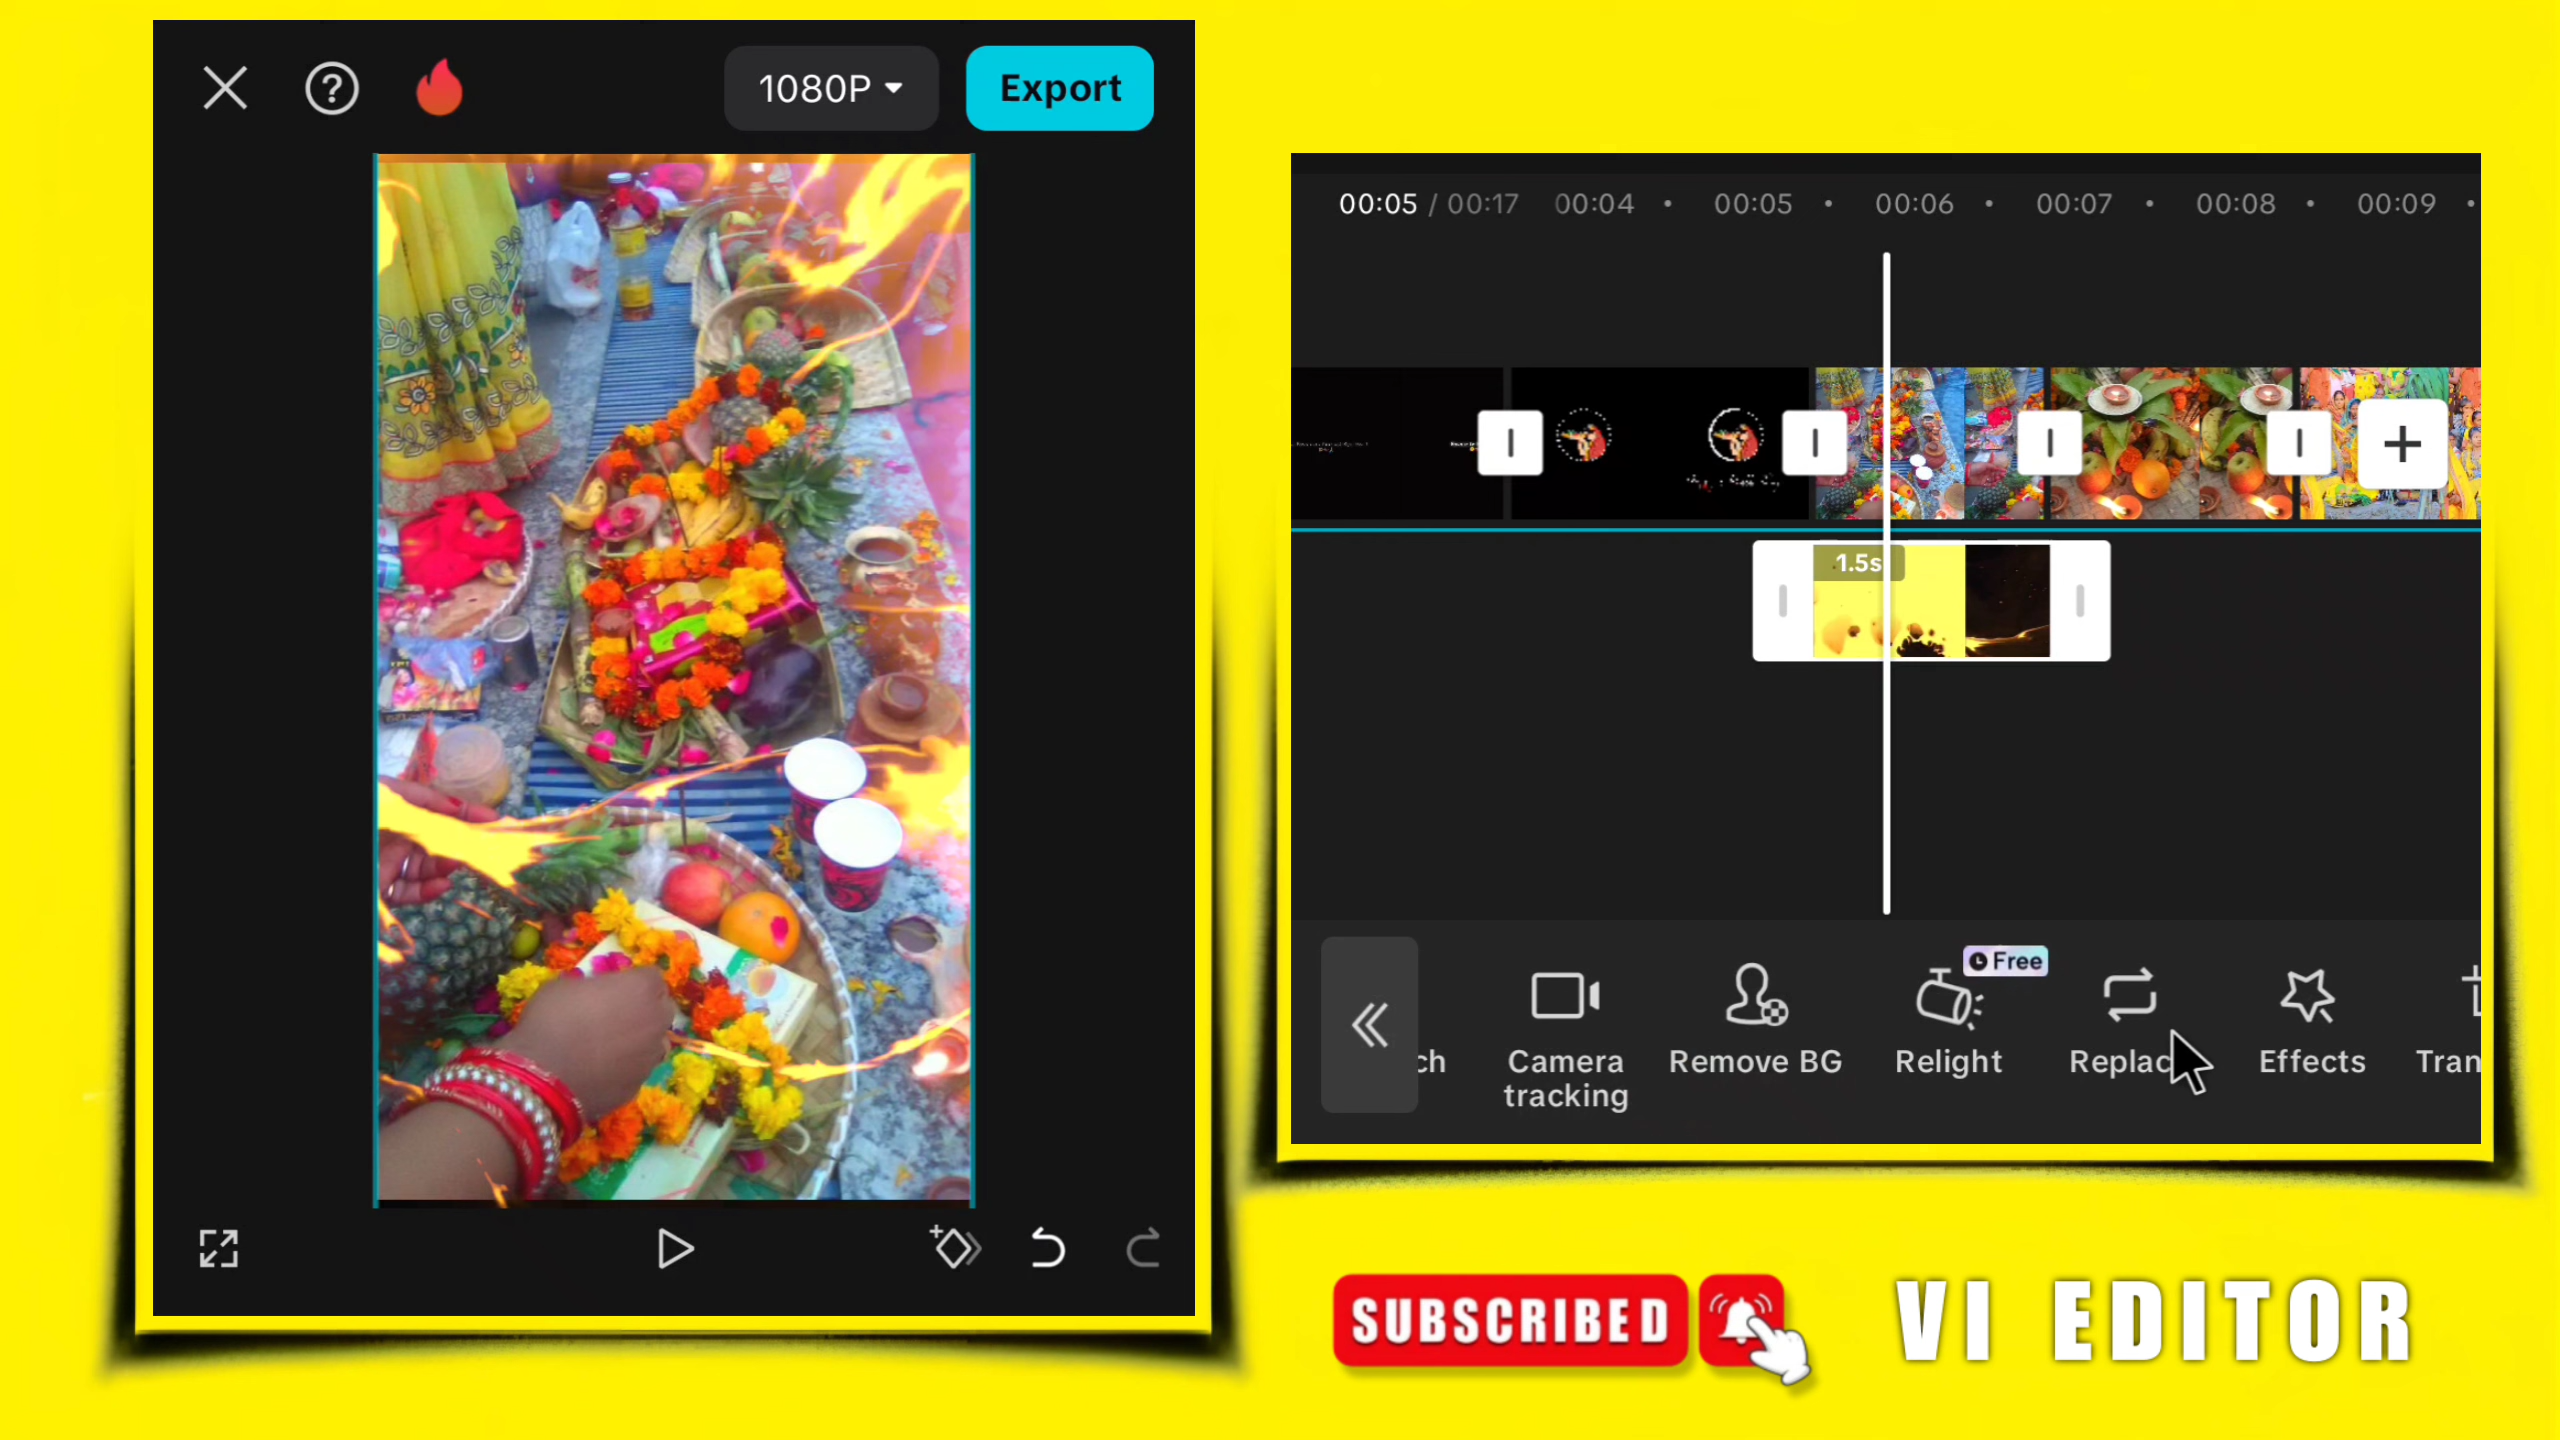 1080P
Export
00:05 / 00:17 00:04 00:05 00:06 00:07 00:08 00:09
1.5s
Free
ch
Camera tracking
Remove BG
Relight
Replac
Effects
Tran
SUBSCRIBED
VI EDITOR